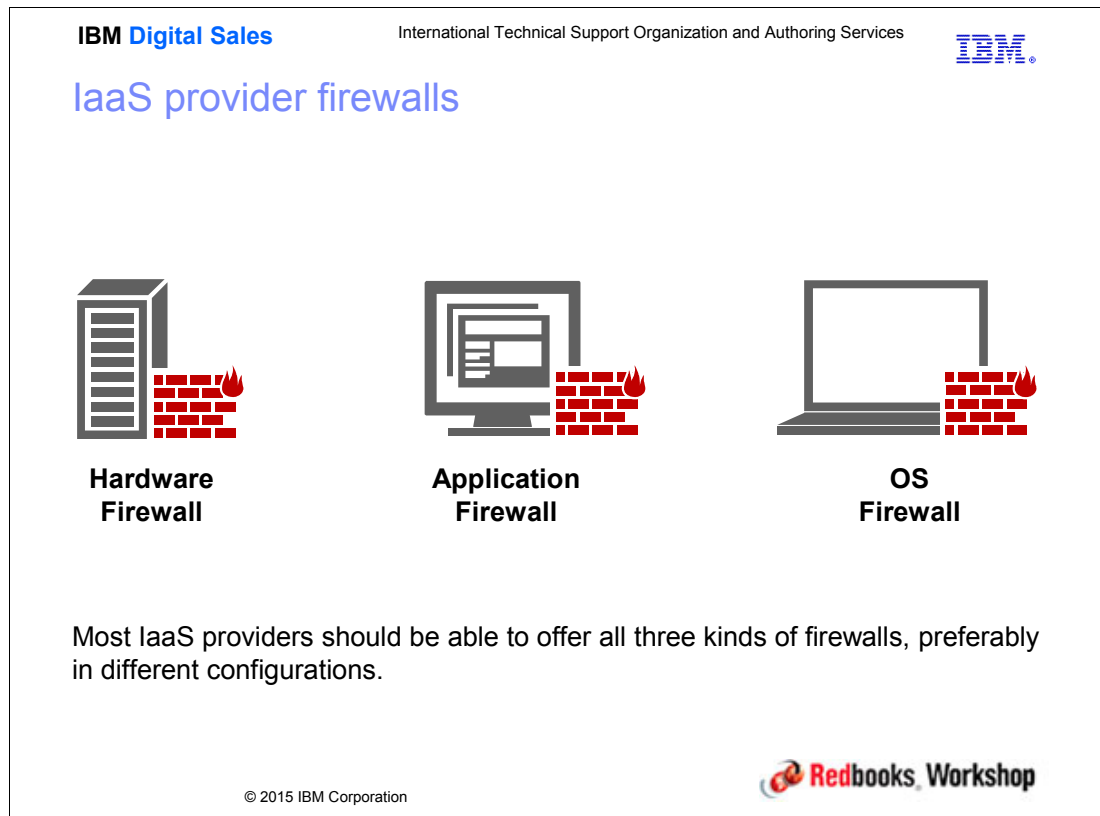 IBM Digital Sales
International Technical Support Organization and Authoring Services
IBM®
IaaS provider firewalls
Hardware
Firewall
Application
Firewall
OS
Firewall
Most IaaS providers should be able to offer all three kinds of firewalls, preferably
in different configurations.
© 2015 IBM Corporation
Redbooks® Workshop